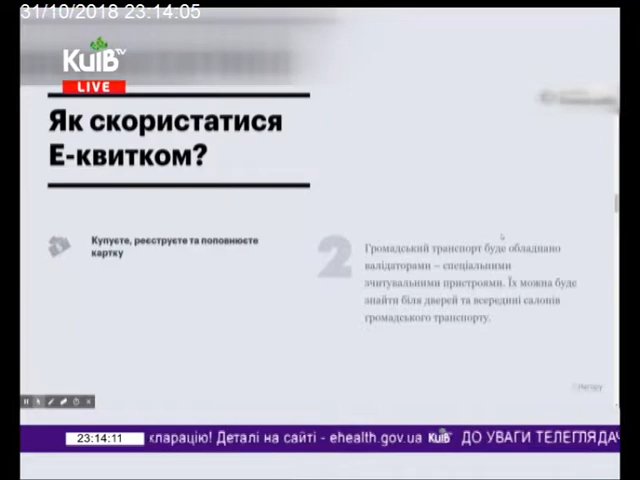 31/10/2018 23:14:05
КиЇВ TV
LIVE
Як скористатися
Е-квитком?
Купуєте, реєструєте та поповнюєте
картку
2
Громадський транспорт буде обладнано
валідаторами – спеціальними
зчитувальними пристроями. Їх можна буде
знайти біля дверей та всередині салонів
громадського транспорту.
23:14:11 кларацію! Деталі на сайті - ehealth.gov.ua КиЇВ ДО УВАГИ ТЕЛЕГЛЯДАЧ